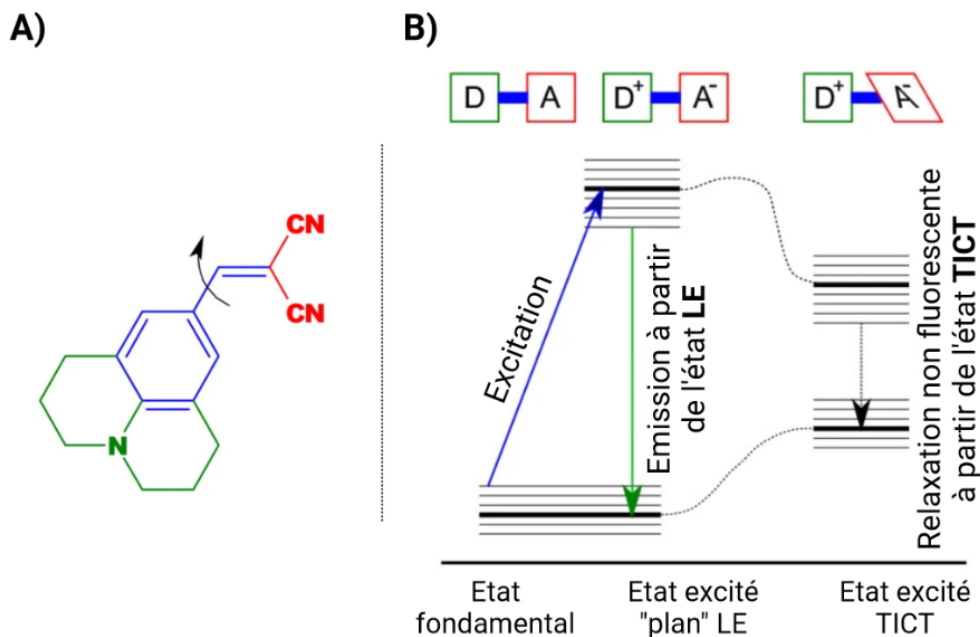 A)
CN
CN
N
B)
D
A
D⁺
A⁻
D⁺
A⁻
Excitation
Emission à partir
de l'état LE
Relaxation non fluorescente
à partir de l'état TICT
Etat
fondamental
Etat excité
"plan" LE
Etat excité
TICT